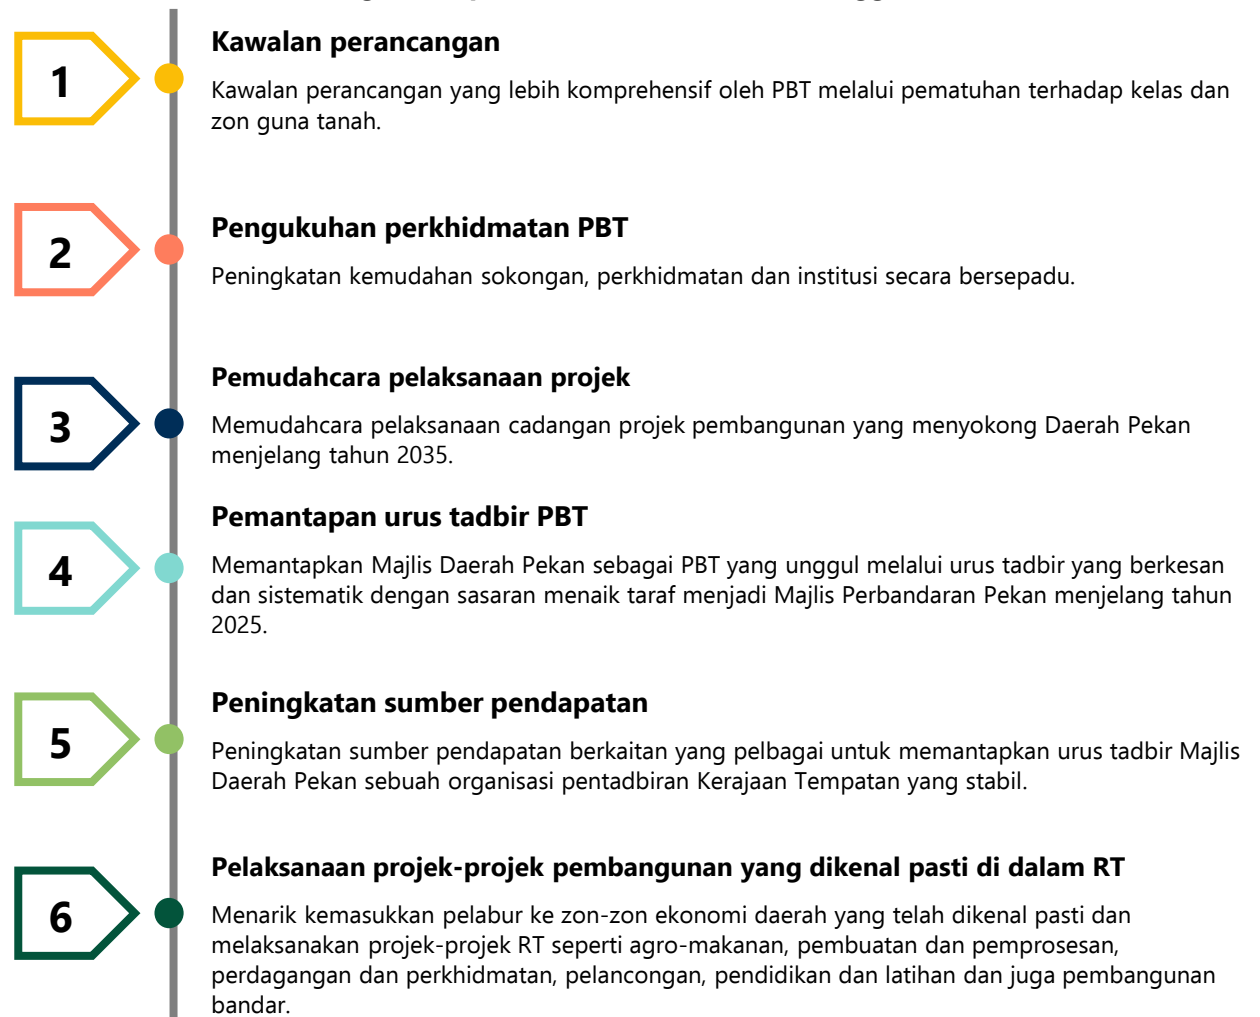 1
Kawalan perancangan
Kawalan perancangan yang lebih komprehensif oleh PBT melalui pematuhan terhadap kelas dan
zon guna tanah.
2
Pengukuhan perkhidmatan PBT
Peningkatan kemudahan sokongan, perkhidmatan dan institusi secara bersepadu.
3
Pemudahcara pelaksanaan projek
Memudahcara pelaksanaan cadangan projek pembangunan yang menyokong Daerah Pekan
menjelang tahun 2035.
4
Pemantapan urus tadbir PBT
Memantapkan Majlis Daerah Pekan sebagai PBT yang unggul melalui urus tadbir yang berkesan
dan sistematik dengan sasaran menaik taraf menjadi Majlis Perbandaran Pekan menjelang tahun
2025.
5
Peningkatan sumber pendapatan
Peningkatan sumber pendapatan berkaitan yang pelbagai untuk memantapkan urus tadbir Majlis
Daerah Pekan sebuah organisasi pentadbiran Kerajaan Tempatan yang stabil.
6
Pelaksanaan projek-projek pembangunan yang dikenal pasti di dalam RT
Menarik kemasukkan pelabur ke zon-zon ekonomi daerah yang telah dikenal pasti dan
melaksanakan projek-projek RT seperti agro-makanan, pembuatan dan pemprosesan,
perdagangan dan perkhidmatan, pelancongan, pendidikan dan latihan dan juga pembangunan
bandar.